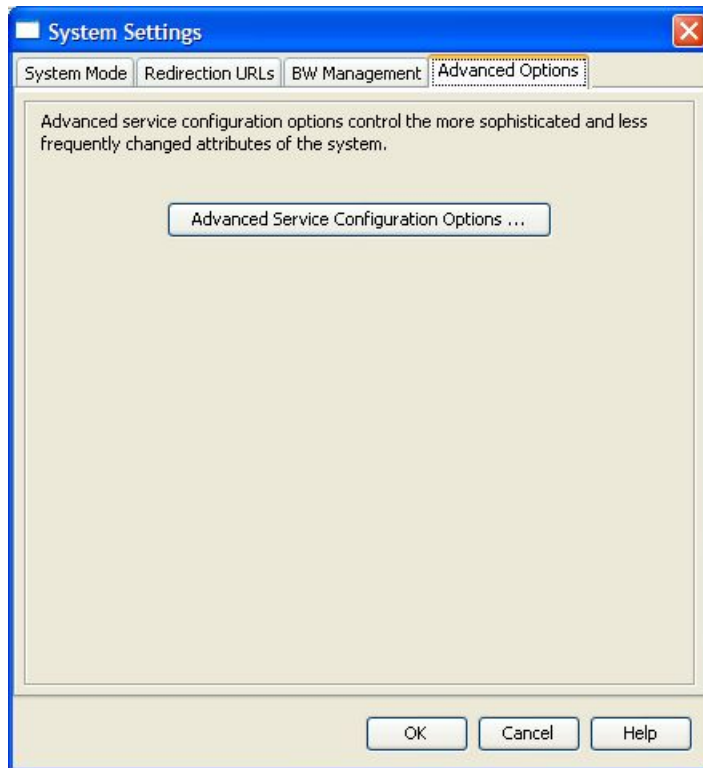 System Settings
System Mode
Redirection URLs
BW Management
Advanced Options
Advanced service configuration options control the more sophisticated and less
frequently changed attributes of the system.
Advanced Service Configuration Options ...
OK
Cancel
Help